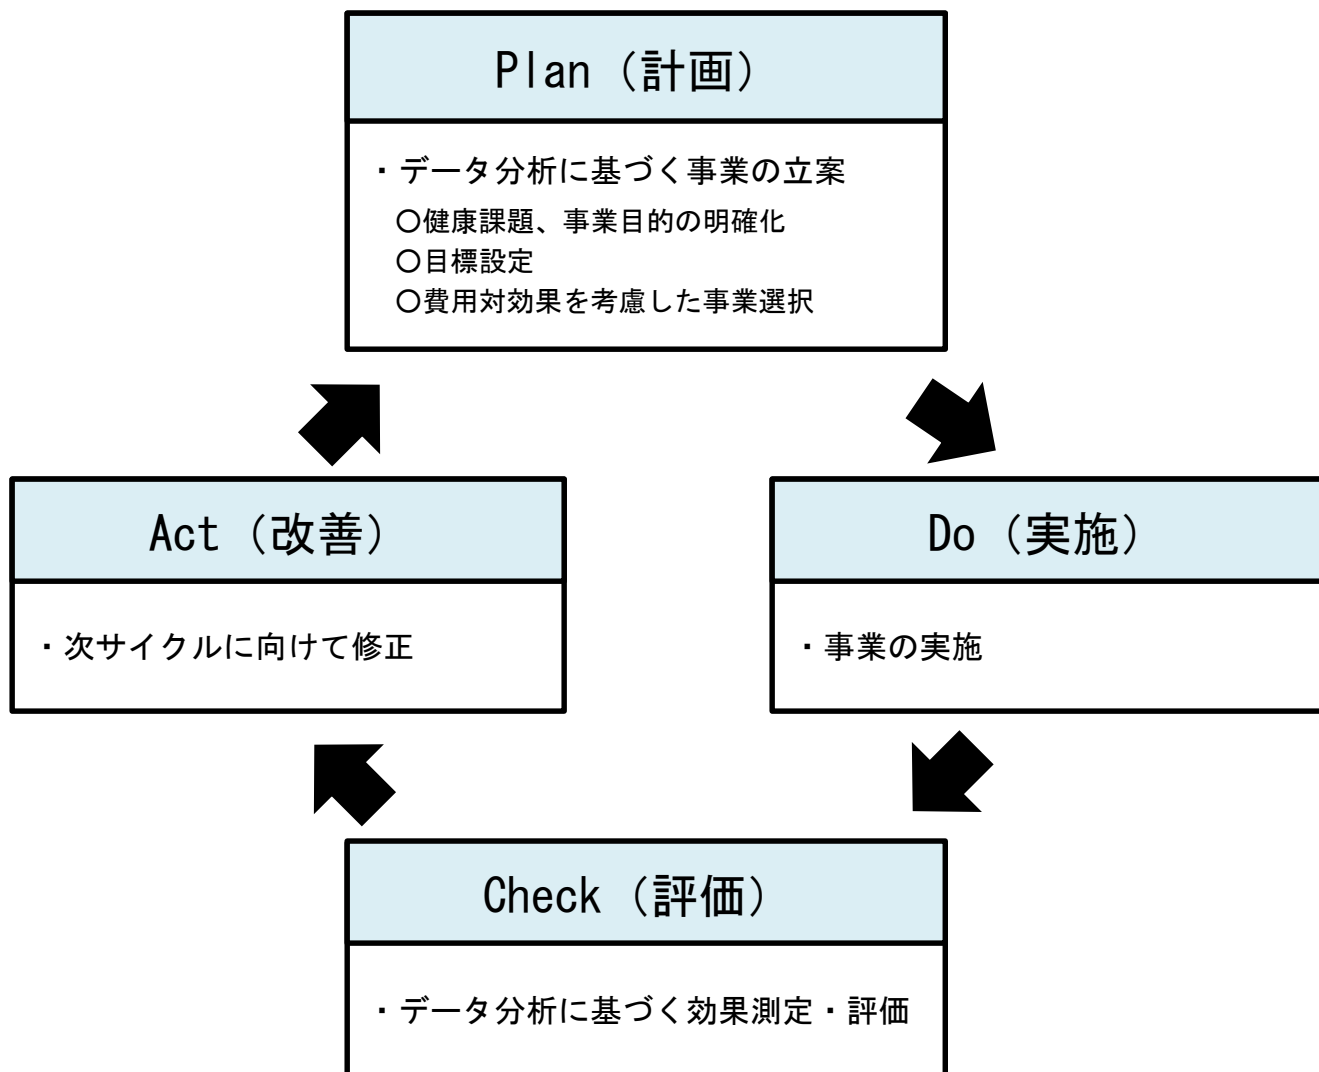 Plan（計画）
・データ分析に基づく事業の立案
○健康課題、事業目的の明確化
○目標設定
○費用対効果を考慮した事業選択
Act（改善）
・次サイクルに向けて修正
Do（実施）
・事業の実施
Check（評価）
・データ分析に基づく効果測定・評価